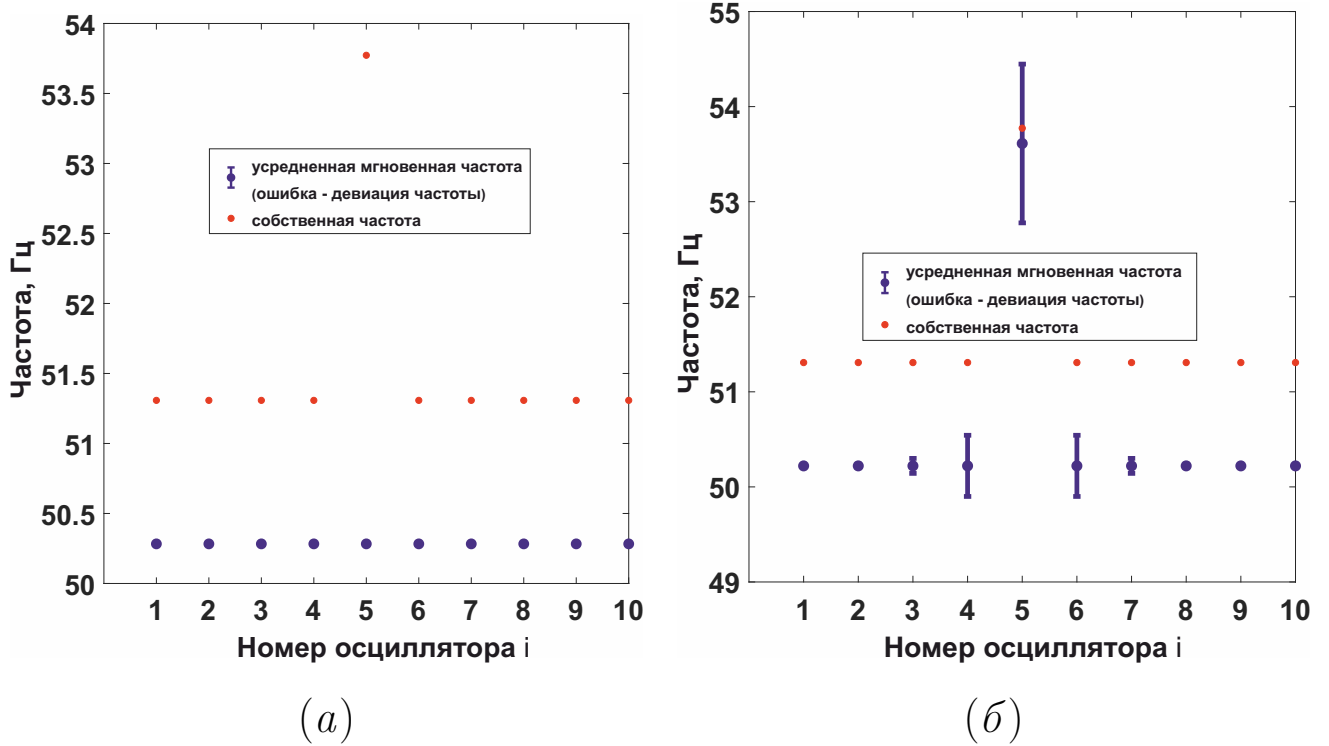 54
53.5
53
52.5
52
51.5
51
50.5
50
Частота, Гц
усредненная мгновенная частота
(ошибка - девиация частоты)
собственная частота
1 2 3 4 5 6 7 8 9 10
Номер осциллятора i
(а)
55
54
53
52
51
50
49
Частота, Гц
усредненная мгновенная частота
(ошибка - девиация частоты)
собственная частота
1 2 3 4 5 6 7 8 9 10
Номер осциллятора i
(б)